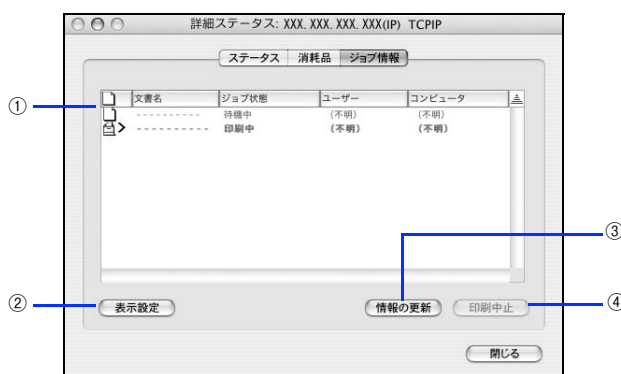 詳細ステータス: XXX. XXX. XXX. XXX(IP) TCPIP
ステータス 消耗品 ジョブ情報
① 文書名 ジョブ状態 ユーザー コンピュータ
---------- 待機中 (不明) (不明)
---------- 印刷中 (不明) (不明)
③
② 表示設定 情報の更新 印刷中止 ④
閉じる